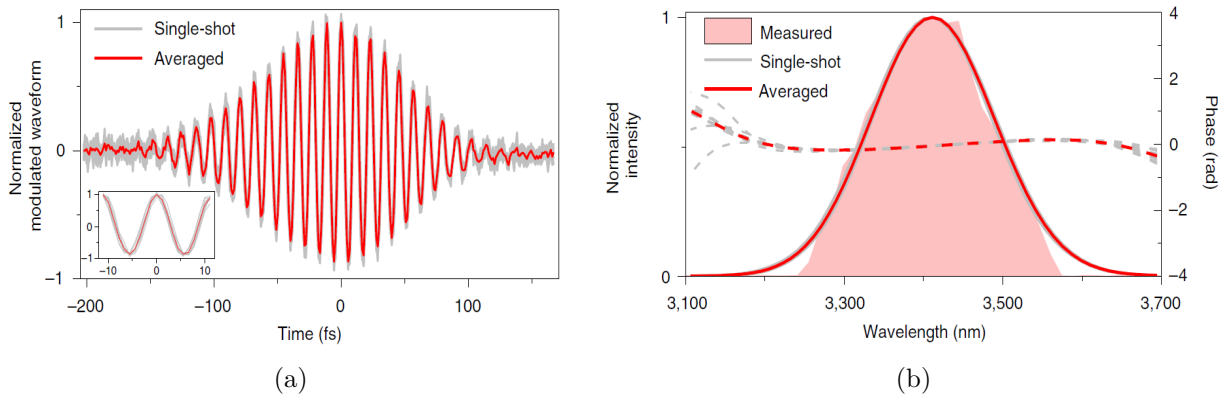 1
Single-shot
Averaged
Normalized
modulated waveform
0
1
0
−1
−10 0 10
−1
−200 −100 0 100
Time (fs)
(a)
1 4
Measured
Single-shot
Averaged
2
Normalized
intensity
0
Phase (rad)
−2
0 −4
3,100 3,300 3,500 3,700
Wavelength (nm)
(b)